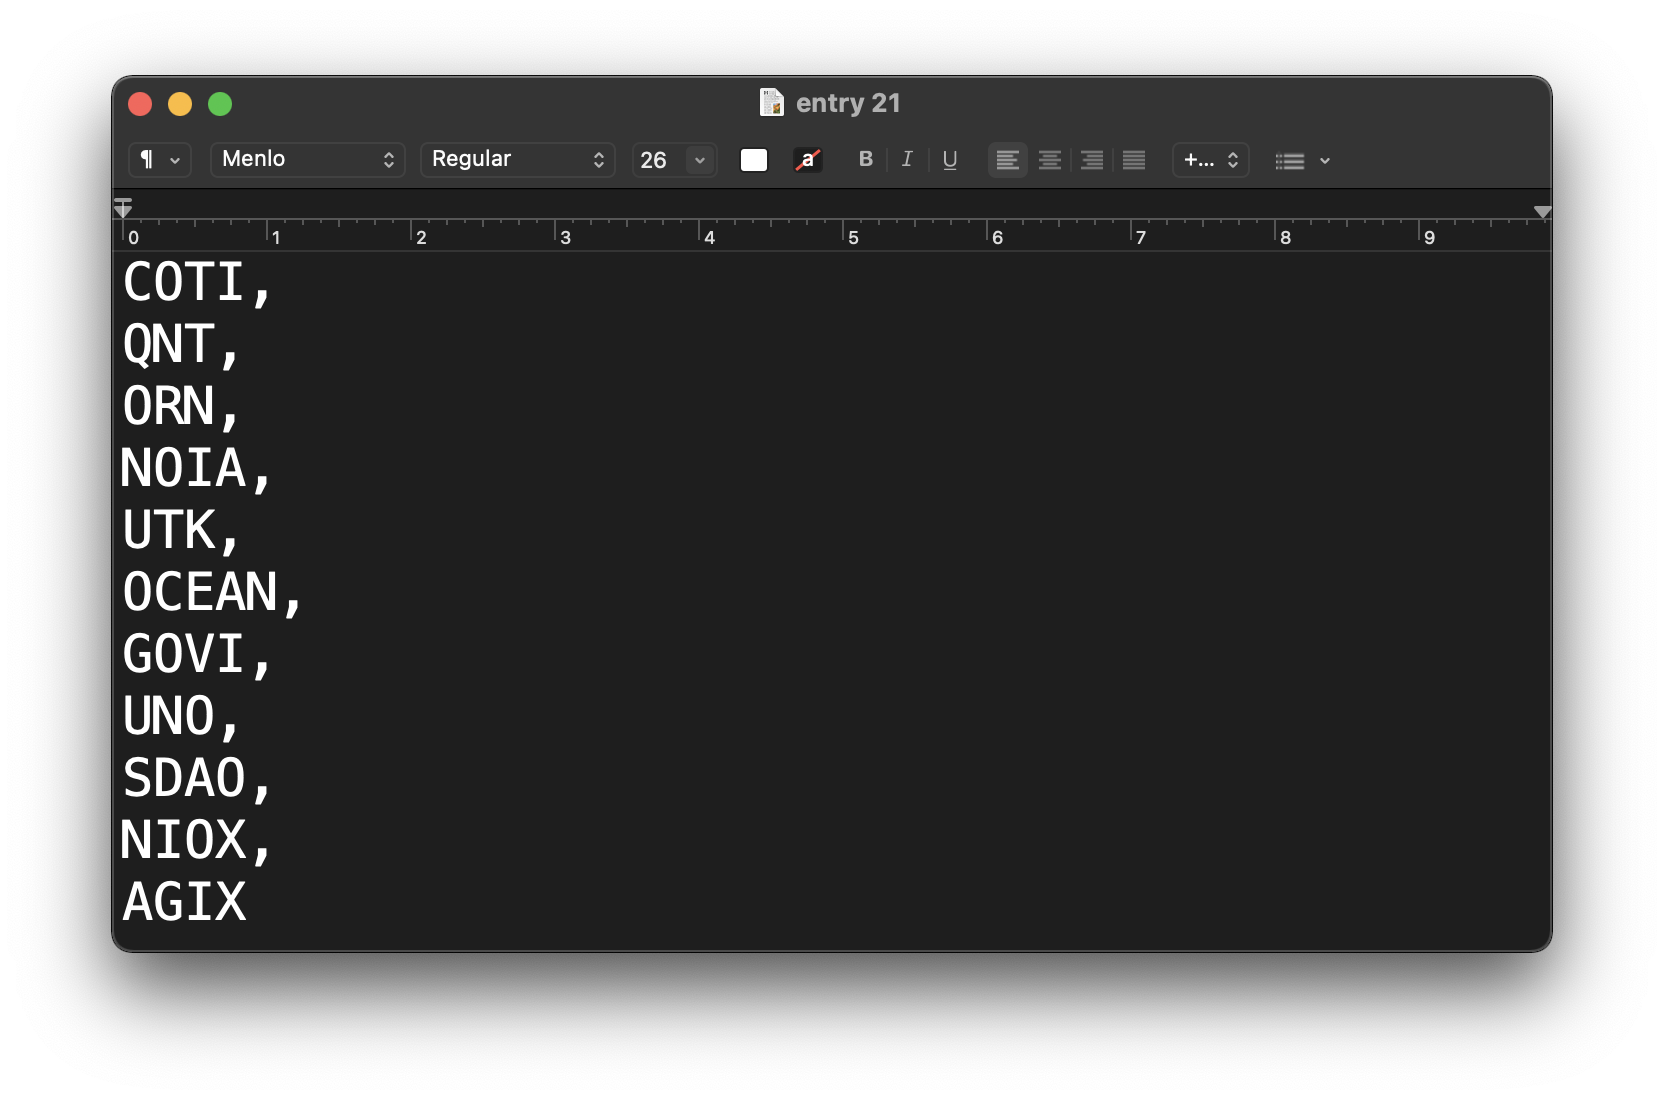 entry 21
¶ Menlo Regular 26 a B I U +...
0 1 2 3 4 5 6 7 8 9
COTI,
QNT,
ORN,
NOIA,
UTK,
OCEAN,
GOVI,
UNO,
SDAO,
NIOX,
AGIX